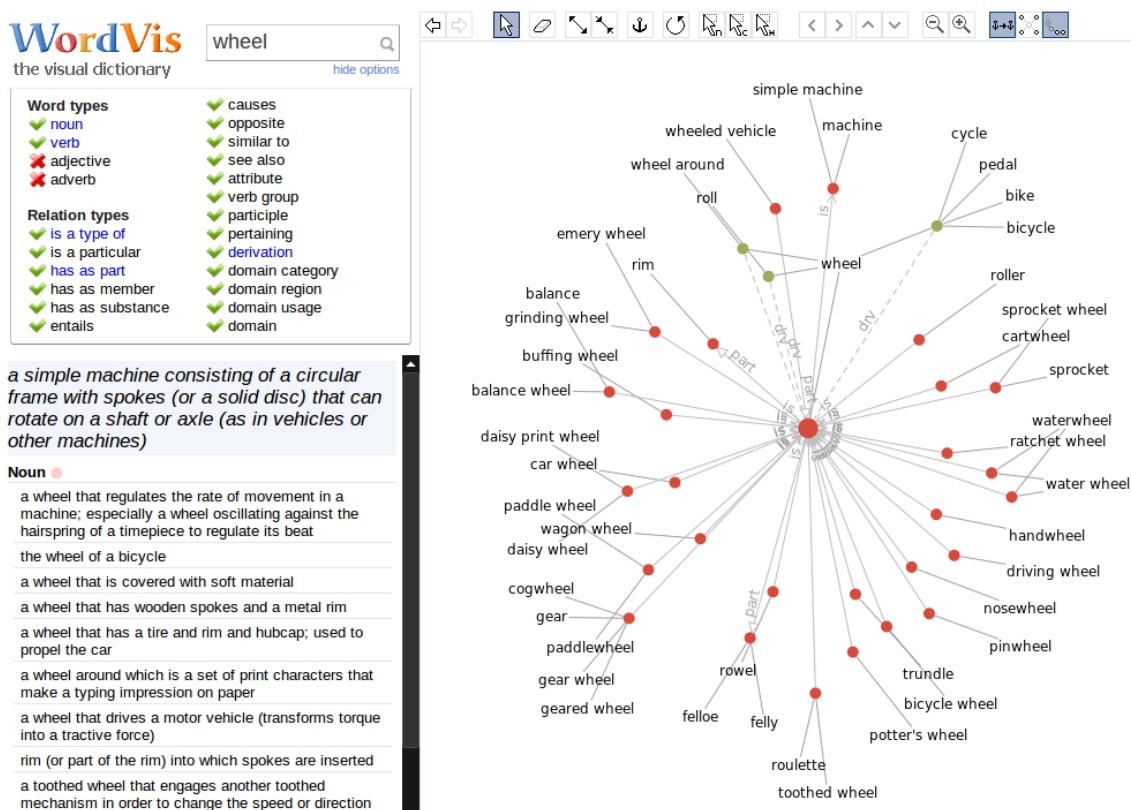 WordVis
the visual dictionary
wheel
hide options
Word types
noun
verb
adjective
adverb
Relation types
is a type of
is a particular
has as part
has as member
has as substance
entails
causes
opposite
similar to
see also
attribute
verb group
participle
pertaining
derivation
domain category
domain region
domain usage
domain
a simple machine consisting of a circular
frame with spokes (or a solid disc) that can
rotate on a shaft or axle (as in vehicles or
other machines)
Noun
a wheel that regulates the rate of movement in a
machine; especially a wheel oscillating against the
hairspring of a timepiece to regulate its beat
the wheel of a bicycle
a wheel that is covered with soft material
a wheel that has wooden spokes and a metal rim
a wheel that has a tire and rim and hubcap; used to
propel the car
a wheel around which is a set of print characters that
make a typing impression on paper
a wheel that drives a motor vehicle (transforms torque
into a tractive force)
rim (or part of the rim) into which spokes are inserted
a toothed wheel that engages another toothed
mechanism in order to change the speed or direction
n
c
simple machine
machine
wheeled vehicle
cycle
wheel around
pedal
roll
bike
is
bicycle
emery wheel
rim
wheel
roller
balance
sprocket wheel
grinding wheel
drv
cartwheel
drv
drv
buffing wheel
part
sprocket
balance wheel
part
is
waterwheel
daisy print wheel
ratchet wheel
is
car wheel
water wheel
paddle wheel
wagon wheel
handwheel
daisy wheel
driving wheel
cogwheel
nosewheel
gear
part
paddlewheel
pinwheel
rowel
trundle
gear wheel
bicycle wheel
geared wheel
felloe
felly
potter's wheel
roulette
toothed wheel